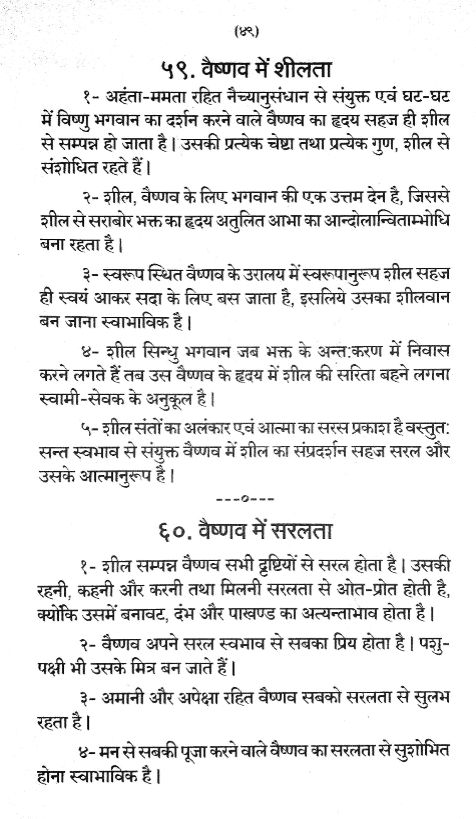 (४९)
५९. वैष्णव में शीलता
१- अहंता-ममता रहित नैच्यानुसंधान से संयुक्त एवं घट-घट
में विष्णु भगवान का दर्शन करने वाले वैष्णव का हृदय सहज ही शील
से सम्पन्न हो जाता है। उसकी प्रत्येक चेष्टा तथा प्रत्येक गुण, शील से
संशोधित रहते हैं।
२- शील, वैष्णव के लिए भगवान की एक उत्तम देन है, जिससे
शील से सराबोर भक्त का हृदय अतुलित आभा का आन्दोलान्विताम्भोधि
बना रहता है।
३- स्वरूप स्थित वैष्णव के उरालय में स्वरूपानुरूप शील सहज
ही स्वयं आकर सदा के लिए बस जाता है, इसलिये उसका शीलवान
बन जाना स्वाभाविक है।
४- शील सिन्धु भगवान जब भक्त के अन्त:करण में निवास
करने लगते हैं तब उस वैष्णव के हृदय में शील की सरिता बहने लगना
स्वामी-सेवक के अनुकूल है।
५- शील संतों का अलंकार एवं आत्मा का सरस प्रकाश है वस्तुत:
सन्त स्वभाव से संयुक्त वैष्णव में शील का संप्रदर्शन सहज सरल और
उसके आत्मानुरूप है।
---०---
६०. वैष्णव में सरलता
१- शील सम्पन्न वैष्णव सभी दृष्टियों से सरल होता है। उसकी
रहनी, कहनी और करनी तथा मिलनी सरलता से ओत-प्रोत होती है,
क्योंकि उसमें बनावट, दंभ और पाखण्ड का अत्यन्ताभाव होता है।
२- वैष्णव अपने सरल स्वभाव से सबका प्रिय होता है। पशु-
पक्षी भी उसके मित्र बन जाते हैं।
३- अमानी और अपेक्षा रहित वैष्णव सबको सरलता से सुलभ
रहता है।
४- मन से सबकी पूजा करने वाले वैष्णव का सरलता से सुशोभित
होना स्वाभाविक है।